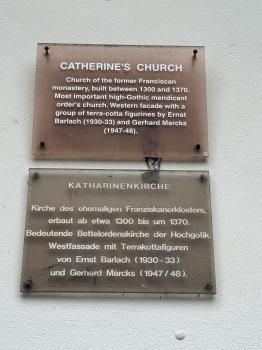 CATHERINE'S CHURCH
Church of the former Franciscan
monastery, built between 1300 and 1370.
Most important high-Gothic mendicant
order's church. Western facade with a
group of terra-cotta figurines by Ernst
Barlach (1930-33) and Gerhard Marcks
(1947-48).
KATHARINENKIRCHE
Kirche des ehemaligen Franziskanerklosters,
erbaut ab etwa 1300 bis um 1370.
Bedeutende Bettelordenskirche der Hochgotik.
Westfassade mit Terrakottafiguren
von Ernst Barlach (1930-33)
und Gerhard Marcks (1947/48).